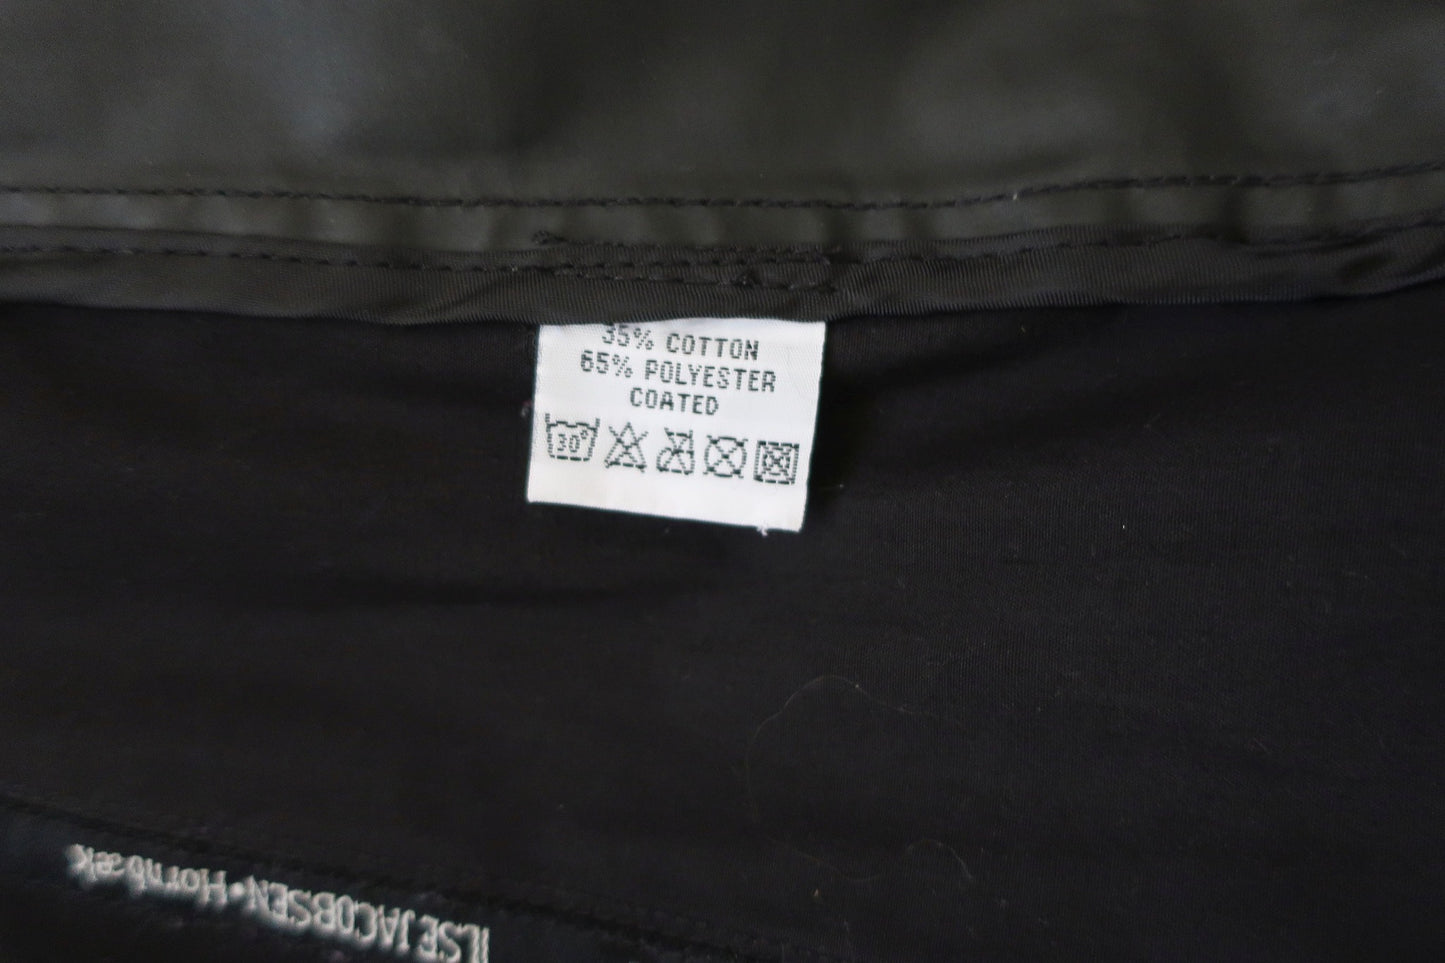 35% COTTON
65% POLYESTER
COATED
30°
ILSE JACOBSEN•Hornbæk